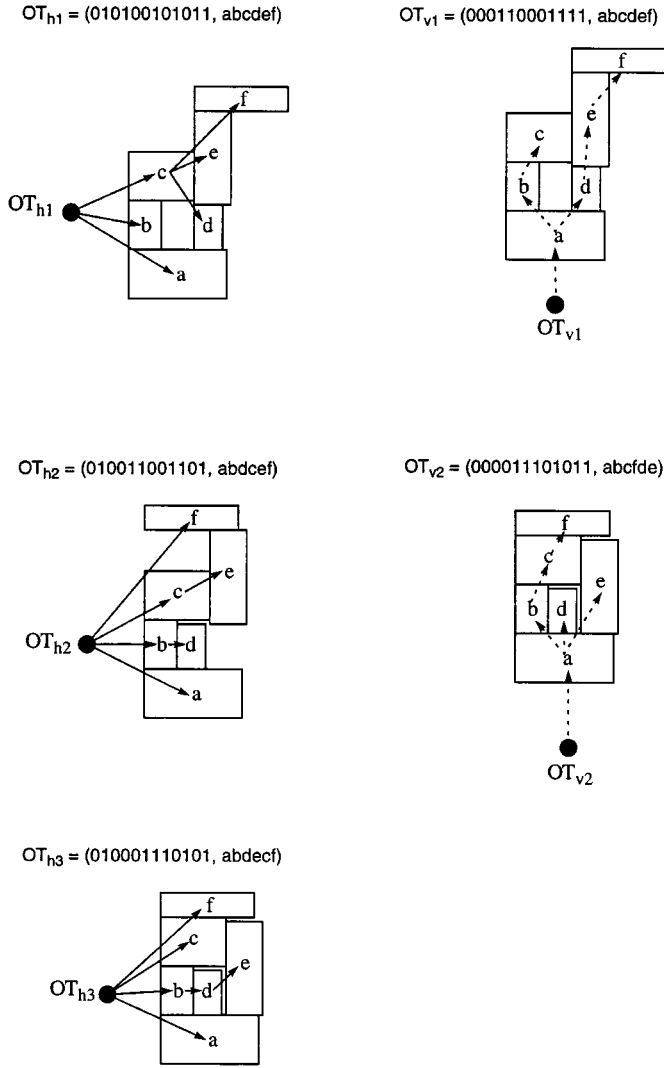 OTh1 = (010100101011, abcdef)
OTv1 = (000110001111, abcdef)
f
e
c
b
d
a
OTh1
f
e
c
b
d
a
OTv1
OTh2 = (010011001101, abdcef)
OTv2 = (000011101011, abcfde)
f
e
c
b
d
a
OTh2
f
c
e
b
d
a
OTv2
OTh3 = (010001110101, abdecf)
f
c
e
b
d
a
OTh3